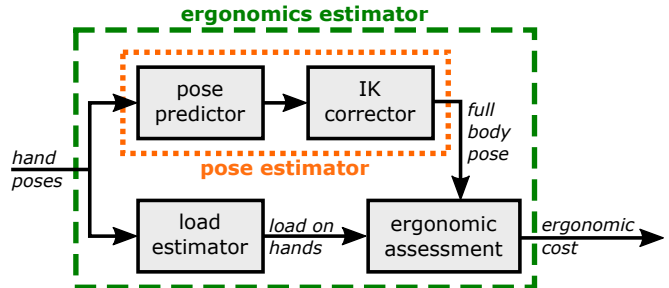 ergonomics estimator
pose
predictor
IK
corrector
full
body
pose
pose estimator
hand
poses
load
estimator
load on
hands
ergonomic
assessment
ergonomic
cost